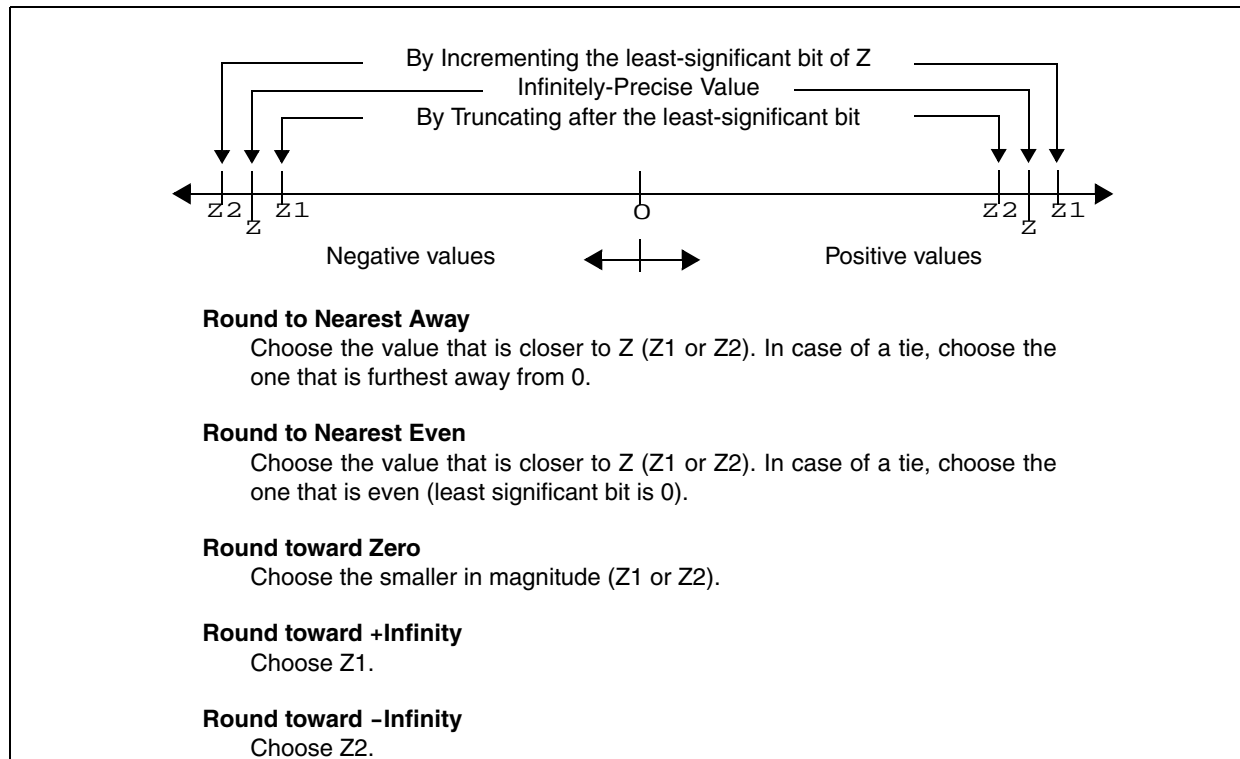 By Incrementing the least-significant bit of Z
Infinitely-Precise Value
By Truncating after the least-significant bit
Z2 Z Z1 0 Z2 Z Z1
Negative values Positive values
Round to Nearest Away
Choose the value that is closer to Z (Z1 or Z2). In case of a tie, choose the
one that is furthest away from 0.
Round to Nearest Even
Choose the value that is closer to Z (Z1 or Z2). In case of a tie, choose the
one that is even (least significant bit is 0).
Round toward Zero
Choose the smaller in magnitude (Z1 or Z2).
Round toward +Infinity
Choose Z1.
Round toward −Infinity
Choose Z2.